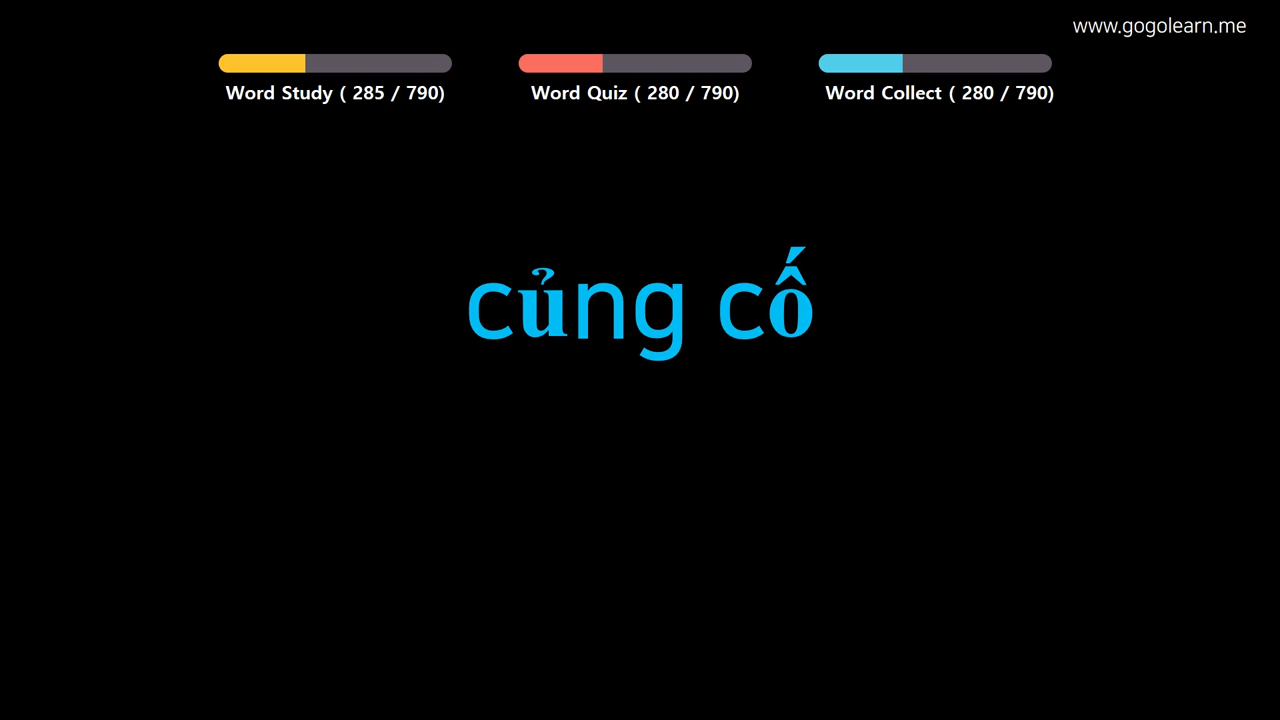 www.gogolearn.me
Word Study ( 285 / 790)
Word Quiz ( 280 / 790)
Word Collect ( 280 / 790)
củng cố